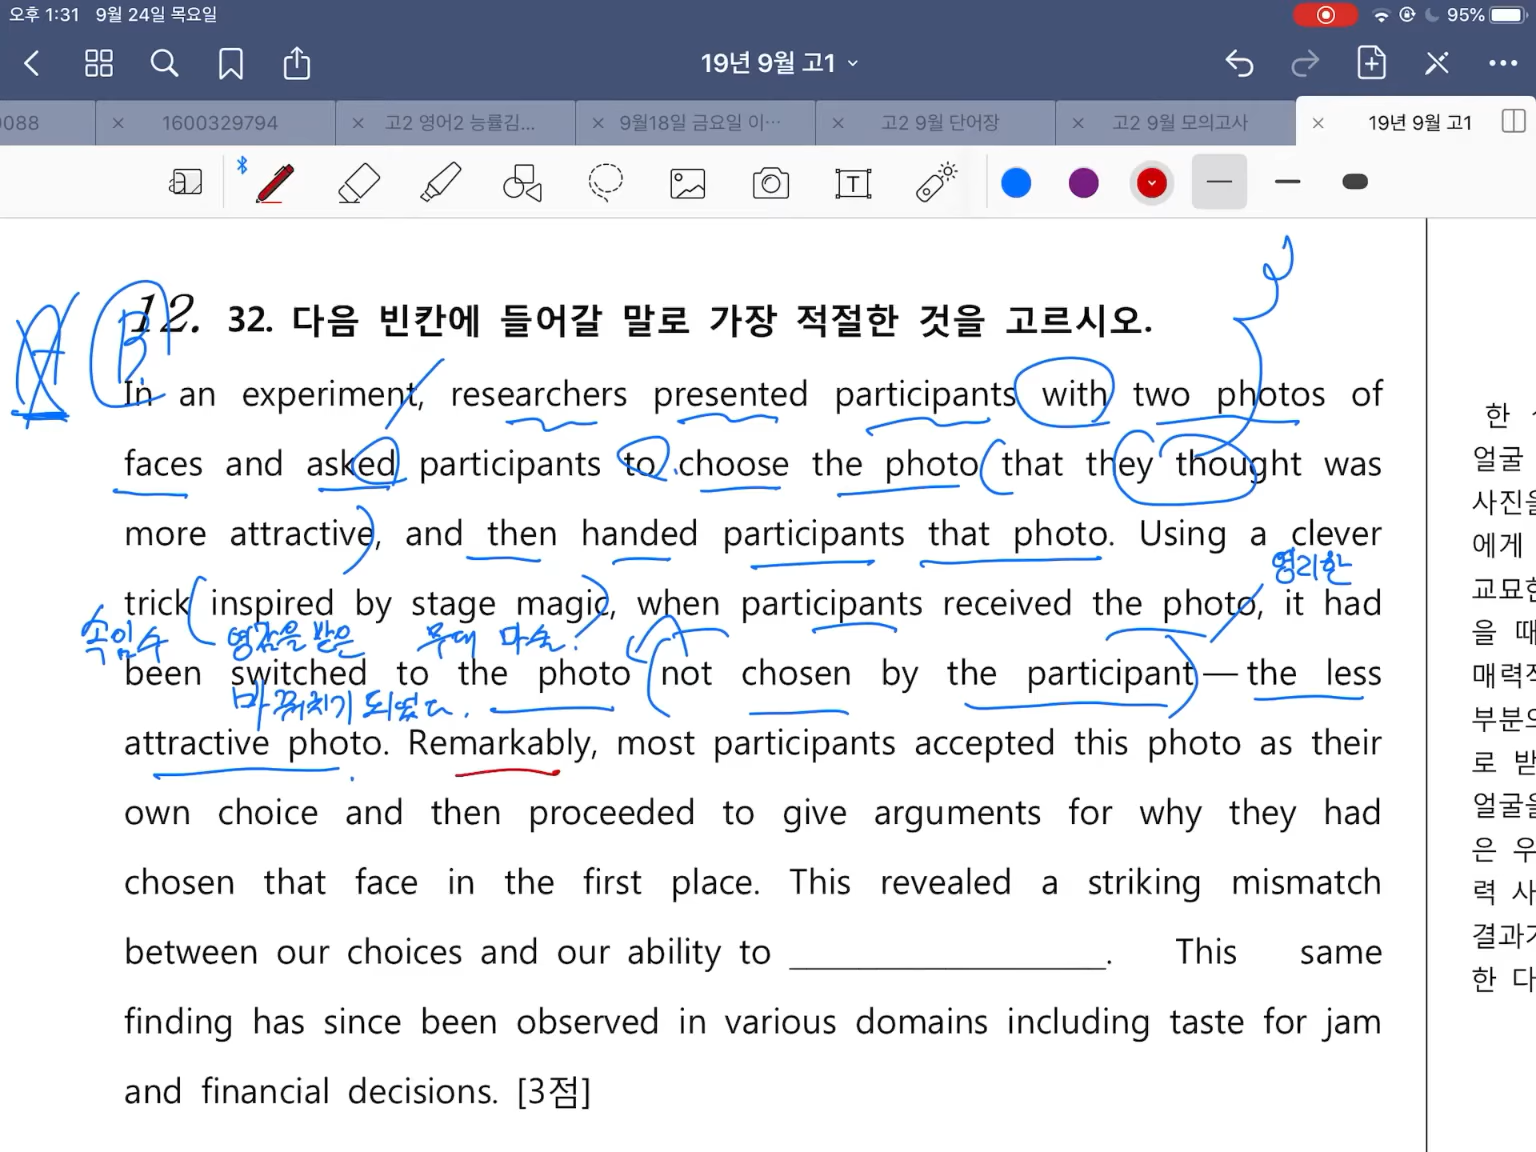 오후 1:31 9월 24일 목요일
95%
19년 9월 고1
0088
1600329794
고2 영어2 능률김...
9월18일 금요일 이...
고2 9월 단어장
고2 9월 모의고사
19년 9월 고1
T
A B
12. 32. 다음 빈칸에 들어갈 말로 가장 적절한 것을 고르시오.
In an experiment, researchers presented participants with two photos of
faces and asked participants to choose the photo that they thought was
more attractive, and then handed participants that photo. Using a clever
영리한
trick inspired by stage magic, when participants received the photo, it had
속임수 영감을 받은 무대 마술.
been switched to the photo not chosen by the participant—the less
바꿔치기 되었다.
attractive photo. Remarkably, most participants accepted this photo as their
own choice and then proceeded to give arguments for why they had
chosen that face in the first place. This revealed a striking mismatch
between our choices and our ability to ____________________. This same
finding has since been observed in various domains including taste for jam
and financial decisions. [3점]
한
얼굴
사진을
에게
교묘한
을 때
매력적
부분으
로 받
얼굴을
은 우
력 사
결과가
한 다